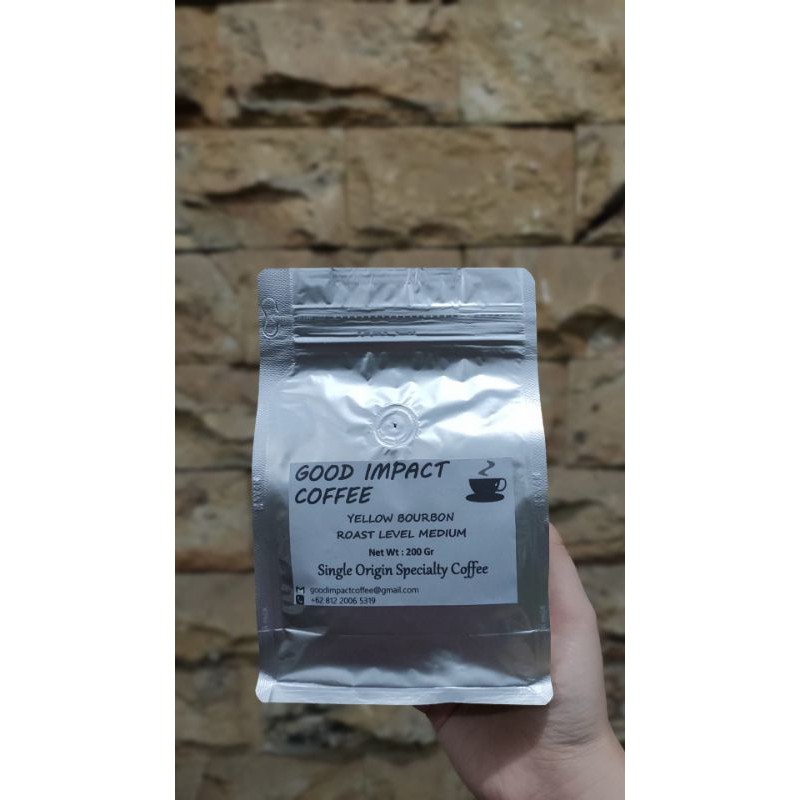 GOOD IMPACT
COFFEE
YELLOW BOURBON
ROAST LEVEL MEDIUM
Net Wt : 200 Gr
Single Origin Specialty Coffee
goodimpactcoffee@gmail.com
+62 812 2006 5319